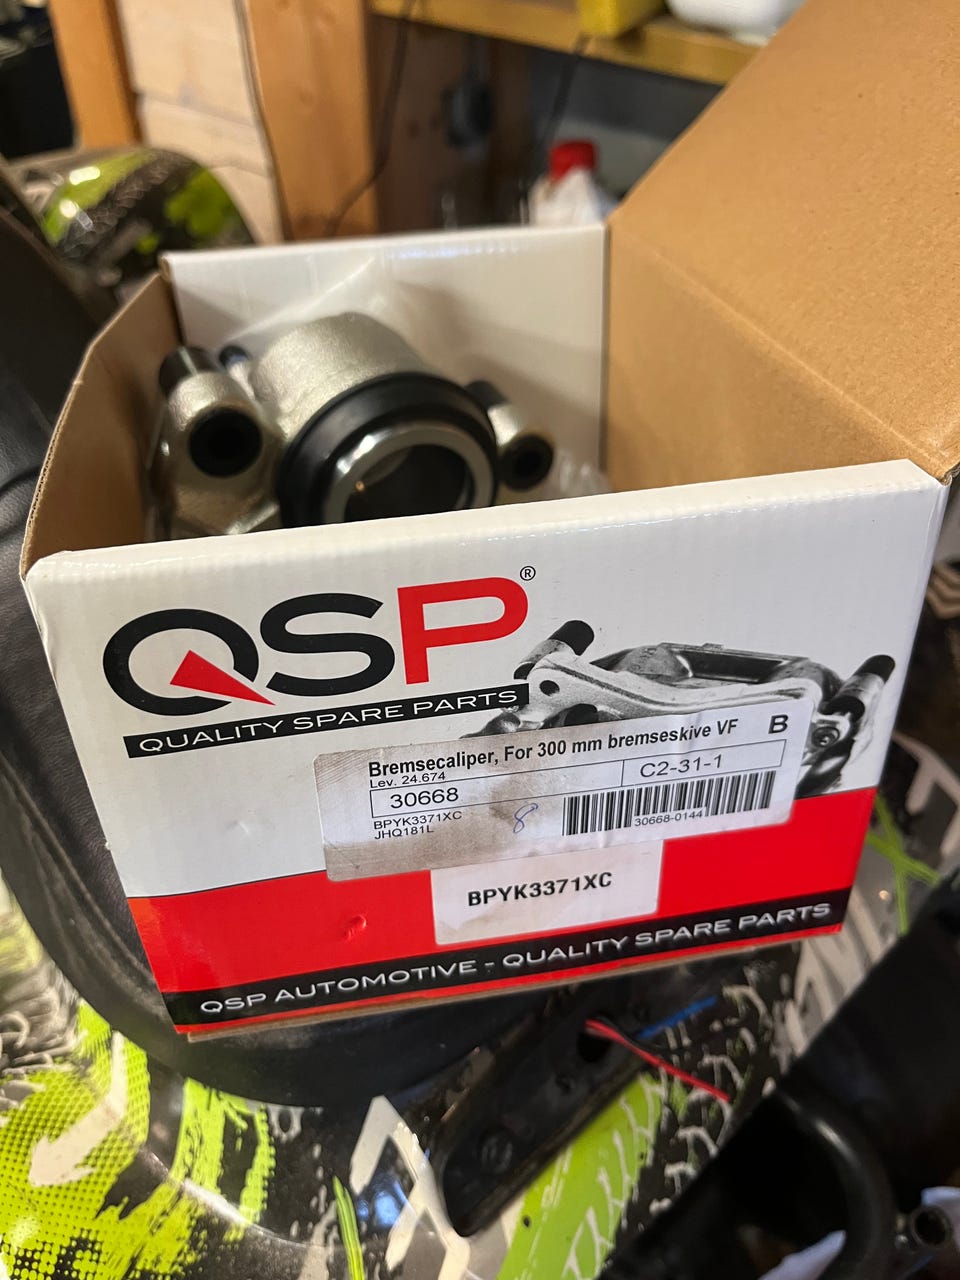 QSP®
QUALITY SPARE PARTS
Bremsecaliper, For 300 mm bremseskive VF
B
Lev. 24.674
30668
C2-31-1
BPYK3371XC
JHQ181L
8
30668-0144
BPYK3371XC
QSP AUTOMOTIVE - QUALITY SPARE PARTS